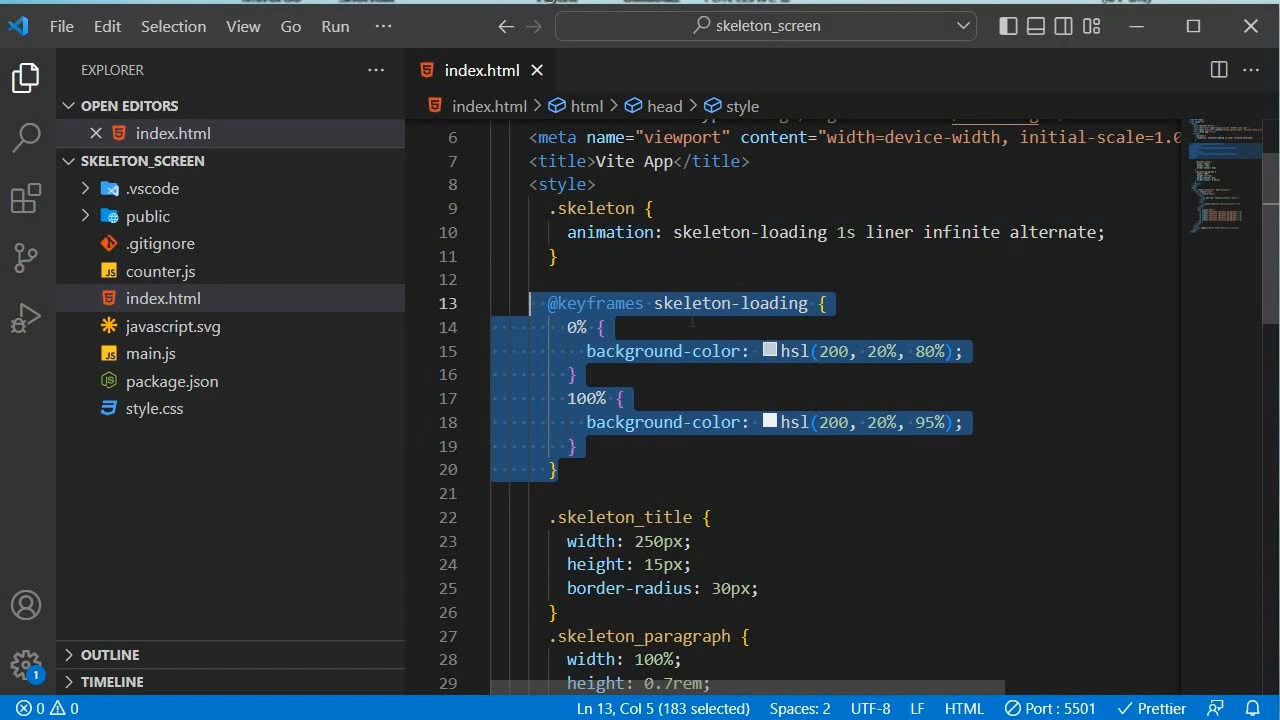 File Edit Selection View Go Run ··· skeleton_screen
EXPLORER ···
index.html
index.html > html > head > style
OPEN EDITORS
index.html
SKELETON_SCREEN
.vscode
public
.gitignore
counter.js
index.html
javascript.svg
main.js
package.json
style.css
OUTLINE
TIMELINE
6 <meta name="viewport" content="width=device-width, initial-scale=1.0
7 <title>Vite App</title>
8 <style>
9 .skeleton {
10 animation: skeleton-loading 1s liner infinite alternate;
11 }
12
13 @keyframes skeleton-loading {
14 0% {
15 background-color: hsl(200, 20%, 80%);
16 }
17 100% {
18 background-color: hsl(200, 20%, 95%);
19 }
20 }
21
22 .skeleton_title {
23 width: 250px;
24 height: 15px;
25 border-radius: 30px;
26 }
27 .skeleton_paragraph {
28 width: 100%;
29 height: 0.7rem;
1
0 0 Ln 13, Col 5 (183 selected) Spaces: 2 UTF-8 LF HTML Port : 5501 Prettier